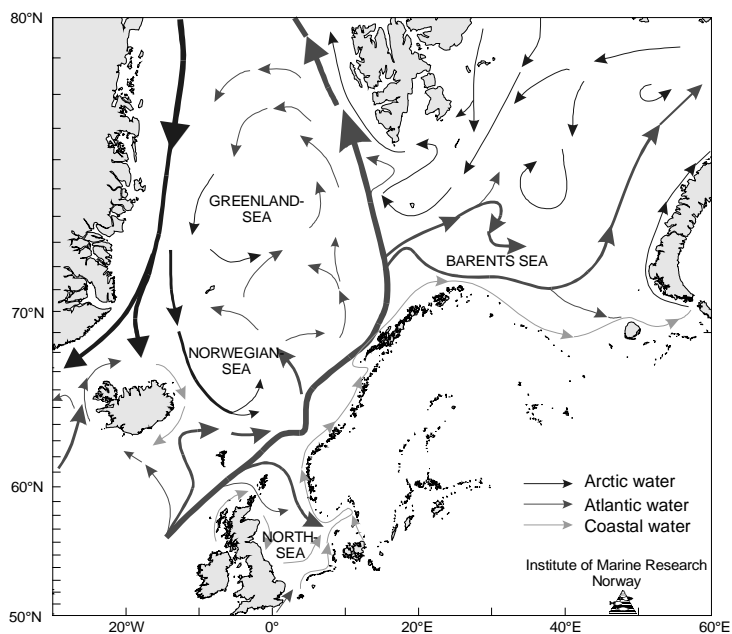 80°N
GREENLAND-
SEA
BARENTS SEA
70°N
NORWEGIAN-
SEA
60°N
Arctic water
Atlantic water
Coastal water
NORTH-
SEA
Institute of Marine Research
Norway
50°N
20°W
0°
20°E
40°E
60°E